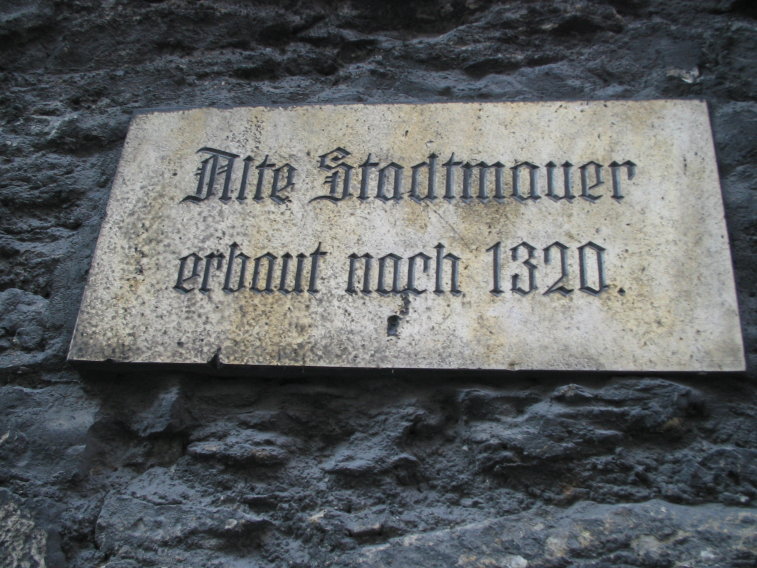 Alte Stadtmauer
erbaut nach 1320.